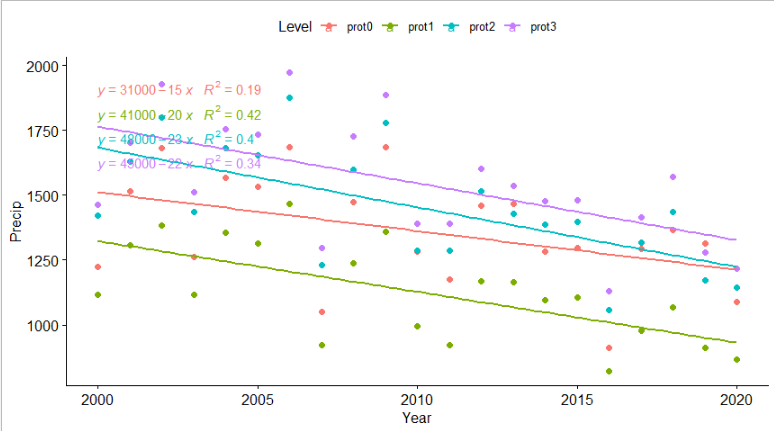 Level prot0 prot1 prot2 prot3
2000
y = 31000 − 15 x R² = 0.19
y = 41000 − 20 x R² = 0.42
1750
y = 48000 − 23 x R² = 0.4
y = 45000 − 22 x R² = 0.34
1500
Precip
1250
1000
2000 2005 2010 2015 2020
Year